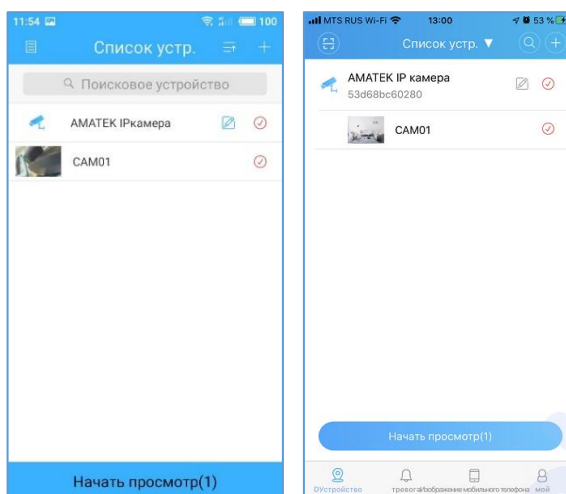 11:54 100
Список устр.
Поисковое устройство
AMATEK IPкамера
CAM01
Начать просмотр(1)
MTS RUS Wi-Fi 13:00 53 %
Список устр. ▼
AMATEK IP камера
53d68bc60280
CAM01
Начать просмотр(1)
DУстройство тревога Изображение мобильного телефона мой